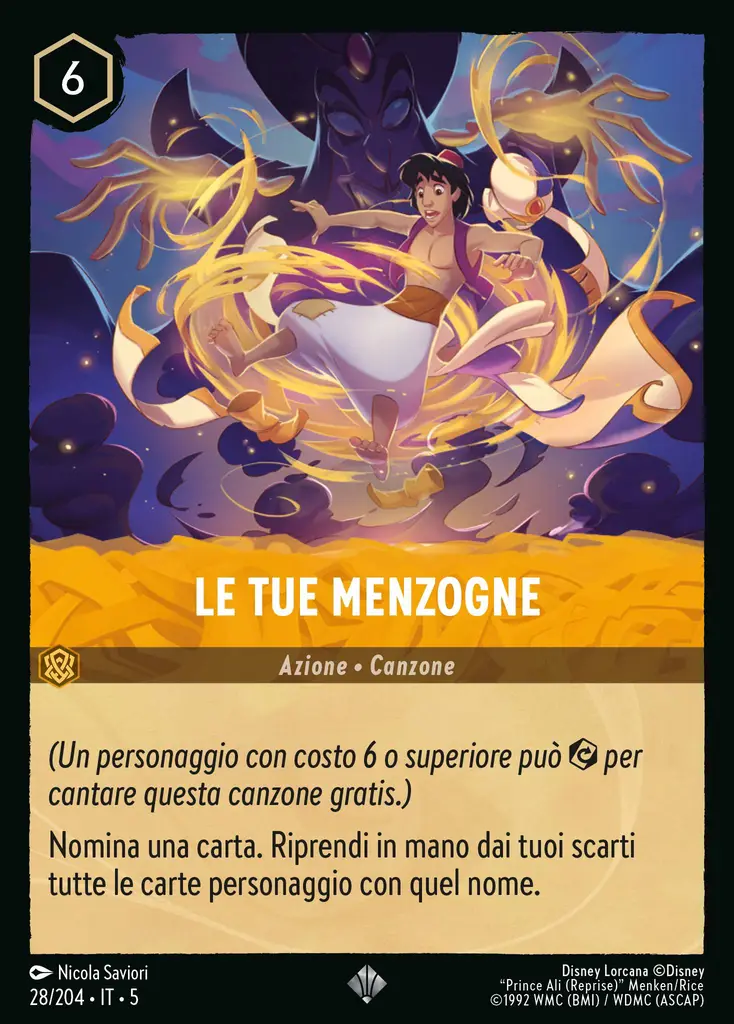 6
LE TUE MENZOGNE
Azione • Canzone
(Un personaggio con costo 6 o superiore può per
cantare questa canzone gratis.)
Nomina una carta. Riprendi in mano dai tuoi scarti
tutte le carte personaggio con quel nome.
Nicola Saviori
28/204 • IT • 5
Disney Lorcana ©Disney
“Prince Ali (Reprise)” Menken/Rice
©1992 WMC (BMI) / WDMC (ASCAP)